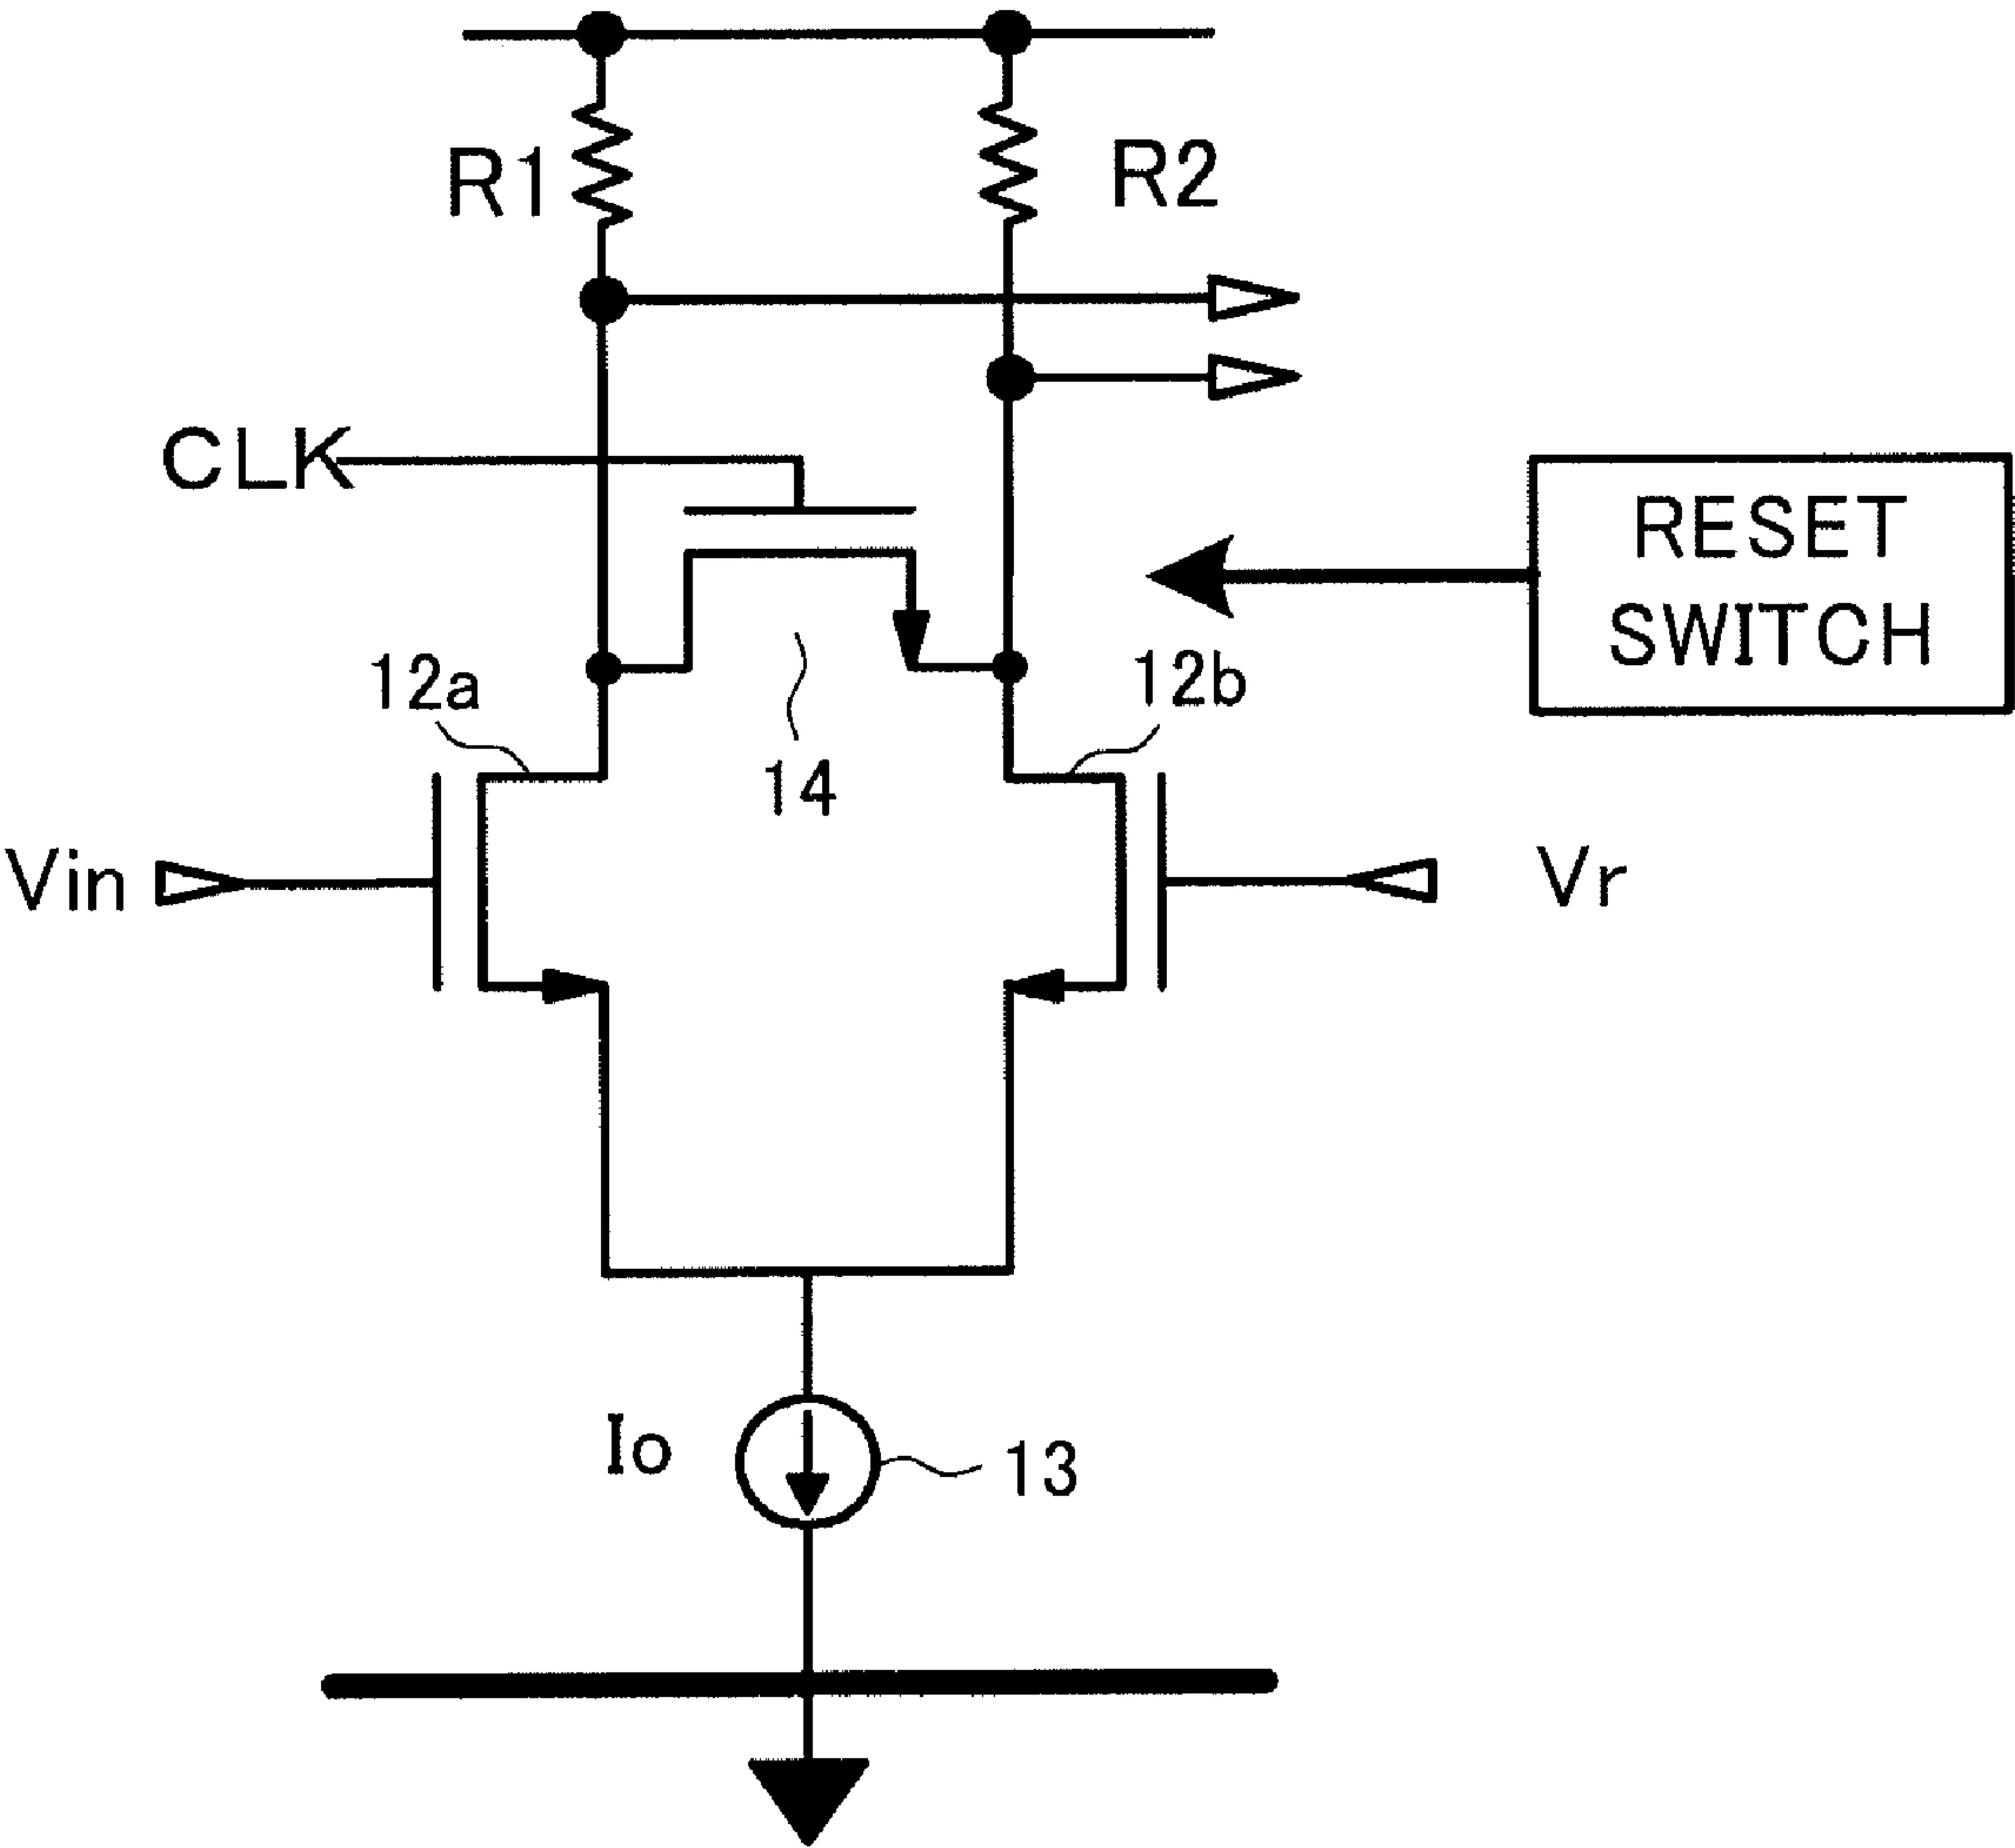 R1
R2
CLK
RESET
SWITCH
12a
12b
14
Vin
Vr
Io
13